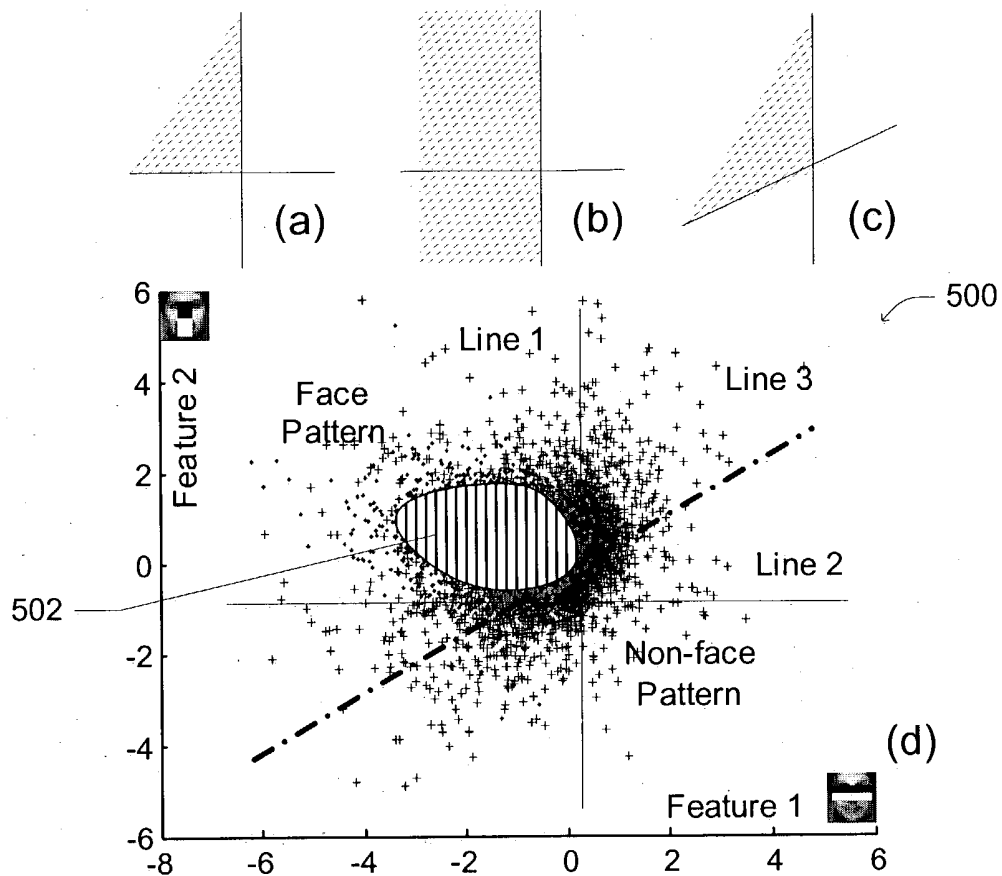 (a)
(b)
(c)
500
6
4
2
0
-2
-4
-6
Feature 2
Line 1
Line 3
Face
Pattern
Line 2
502
Non-face
Pattern
(d)
Feature 1
-8
-6
-4
-2
0
2
4
6